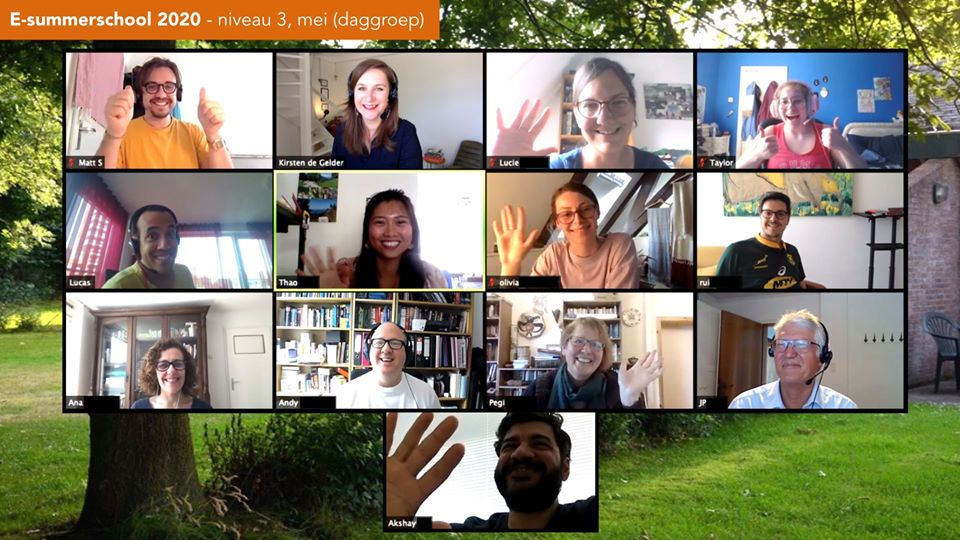 E-summerschool 2020 - niveau 3, mei (daggroep)
Matt S
Kirsten de Gelder
Lucie
Taylor
Lucas
Thao
olivia
rui
Ana
Andy
Pegi
JP
Akshay